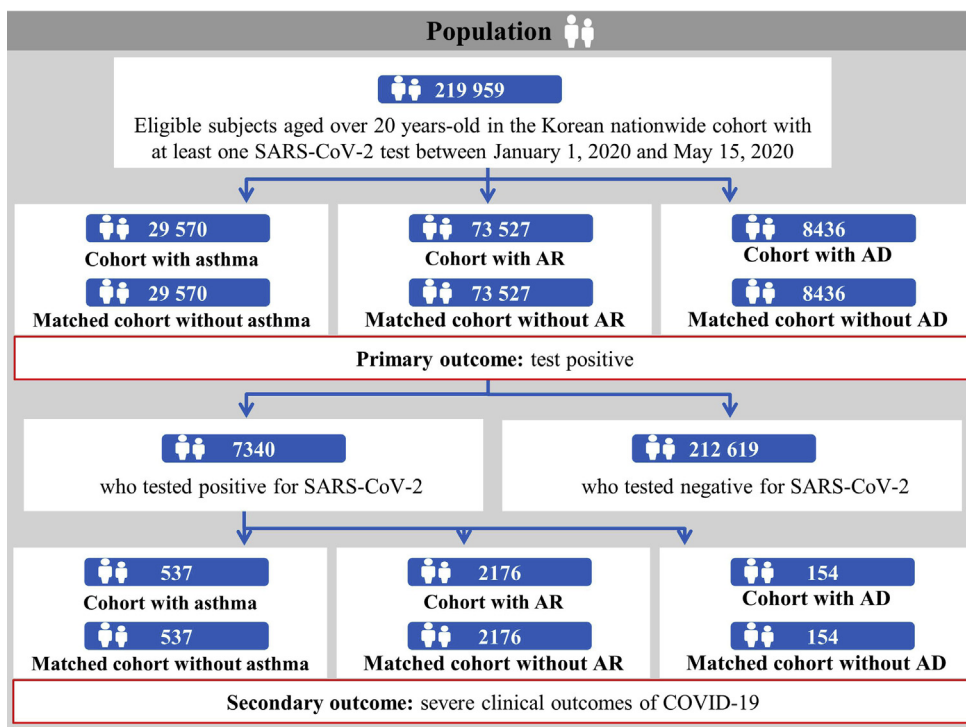 Population
219 959
Eligible subjects aged over 20 years-old in the Korean nationwide cohort with
at least one SARS-CoV-2 test between January 1, 2020 and May 15, 2020
29 570
Cohort with asthma
29 570
Matched cohort without asthma
73 527
Cohort with AR
73 527
Matched cohort without AR
8436
Cohort with AD
8436
Matched cohort without AD
Primary outcome: test positive
7340
who tested positive for SARS-CoV-2
212 619
who tested negative for SARS-CoV-2
537
Cohort with asthma
537
Matched cohort without asthma
2176
Cohort with AR
2176
Matched cohort without AR
154
Cohort with AD
154
Matched cohort without AD
Secondary outcome: severe clinical outcomes of COVID-19